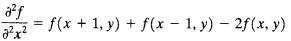 ∂²f/∂²x² = f(x + 1, y) + f(x − 1, y) − 2f(x, y)